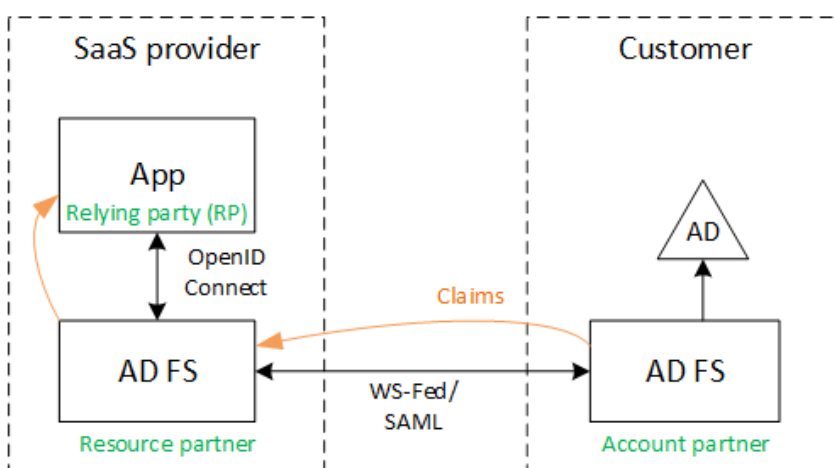 SaaS provider
Customer
App
Relying party (RP)
OpenID
Connect
AD
Claims
AD FS
WS-Fed/
SAML
AD FS
Resource partner
Account partner